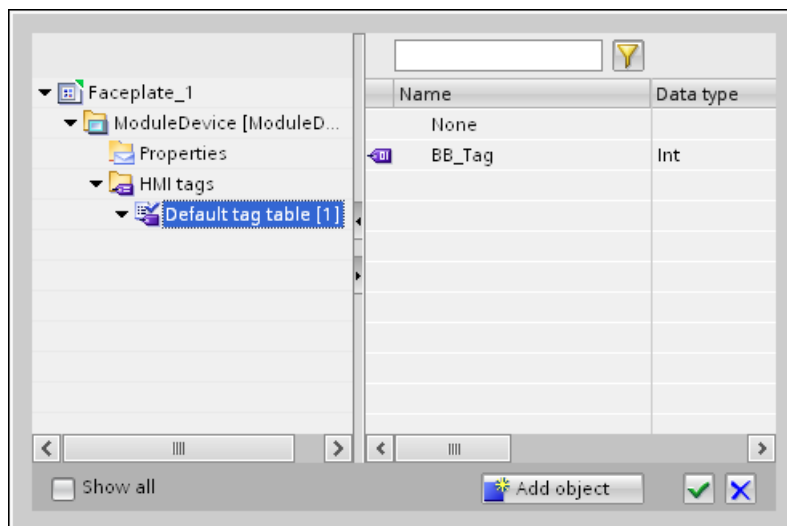 Faceplate_1
ModuleDevice [ModuleD...
Properties
HMI tags
Default tag table [1]
Name Data type
None
BB_Tag Int
Show all
Add object